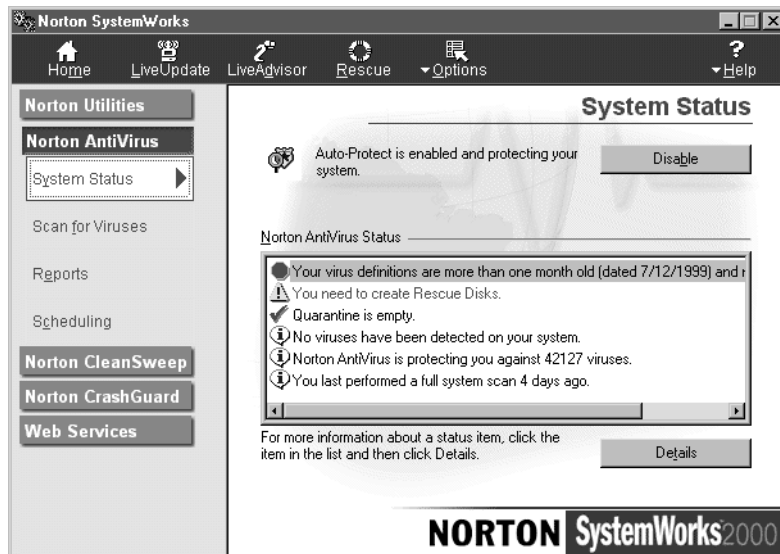 Norton SystemWorks
Home LiveUpdate LiveAdvisor Rescue Options ? Help
Norton Utilities
Norton AntiVirus
System Status
Scan for Viruses
Reports
Scheduling
Norton CleanSweep
Norton CrashGuard
Web Services
System Status
Auto-Protect is enabled and protecting your
system.
Disable
Norton AntiVirus Status
Your virus definitions are more than one month old (dated 7/12/1999) and
You need to create Rescue Disks.
Quarantine is empty.
No viruses have been detected on your system.
Norton AntiVirus is protecting you against 42127 viruses.
You last performed a full system scan 4 days ago.
For more information about a status item, click the
item in the list and then click Details.
Details
NORTON SystemWorks 2000